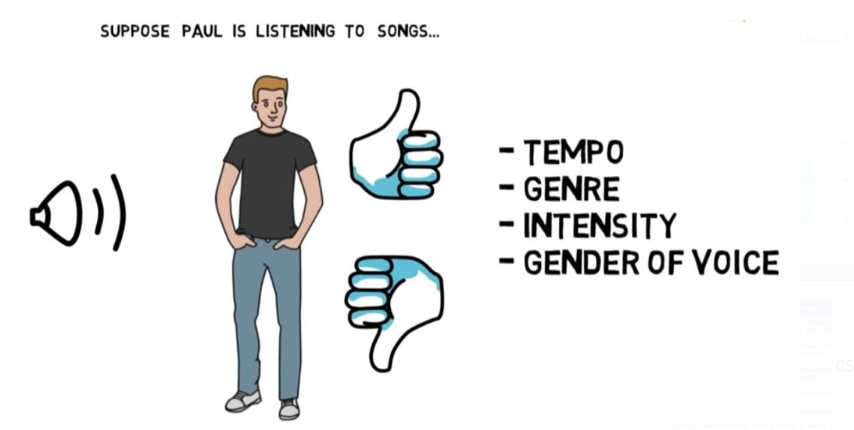 SUPPOSE PAUL IS LISTENING TO SONGS...
- TEMPO
- GENRE
- INTENSITY
- GENDER OF VOICE